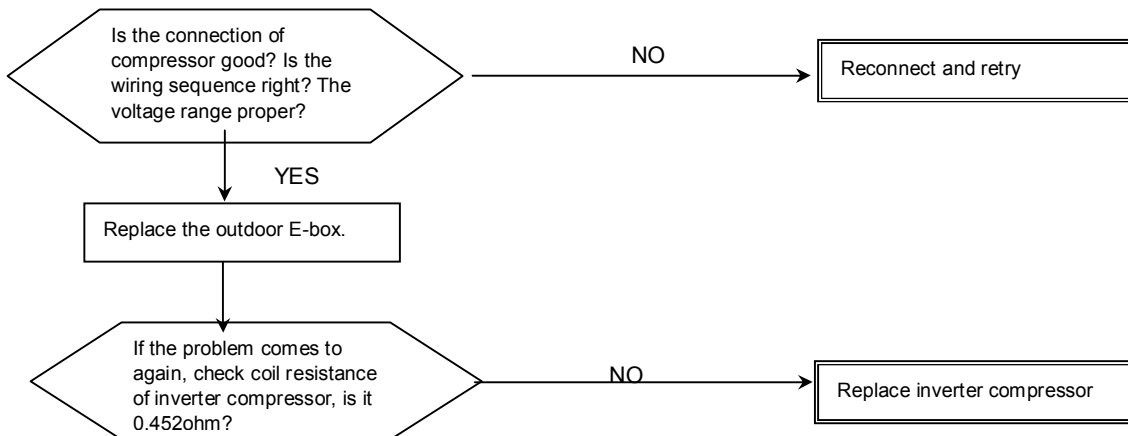 Is the connection of
compressor good? Is the
wiring sequence right? The
voltage range proper?
NO
Reconnect and retry
YES
Replace the outdoor E-box.
If the problem comes to
again, check coil resistance
of inverter compressor, is it
0.452ohm?
NO
Replace inverter compressor